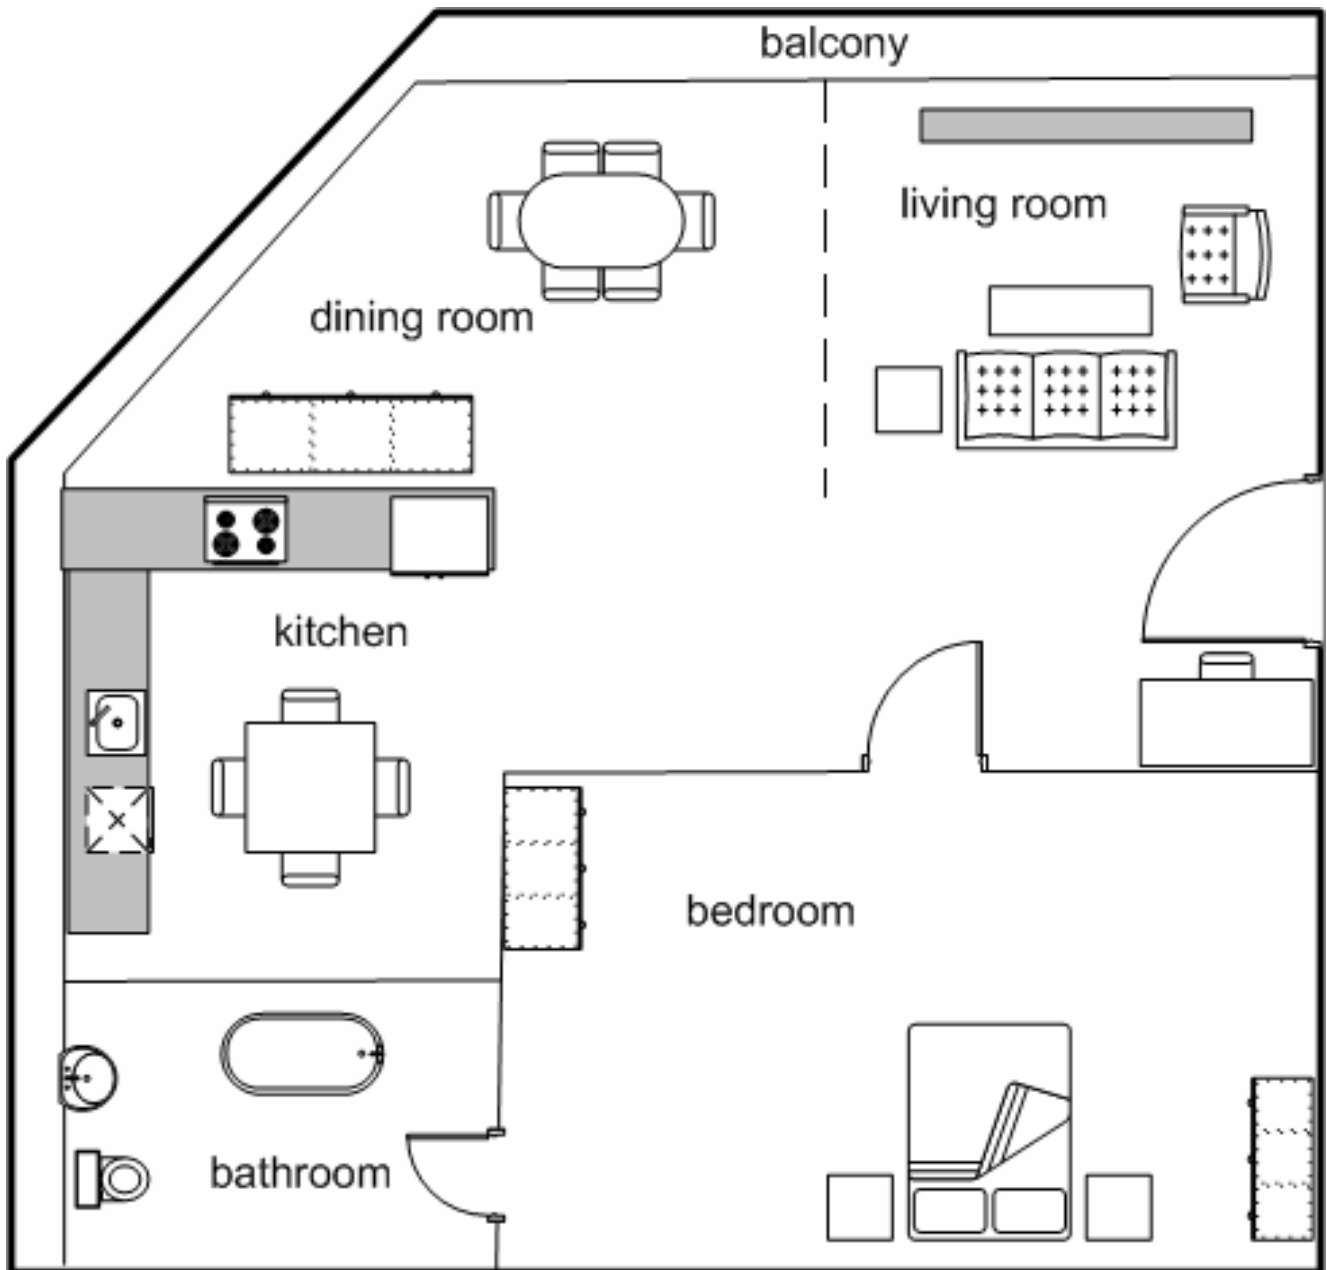 balcony
living room
dining room
kitchen
bedroom
bathroom